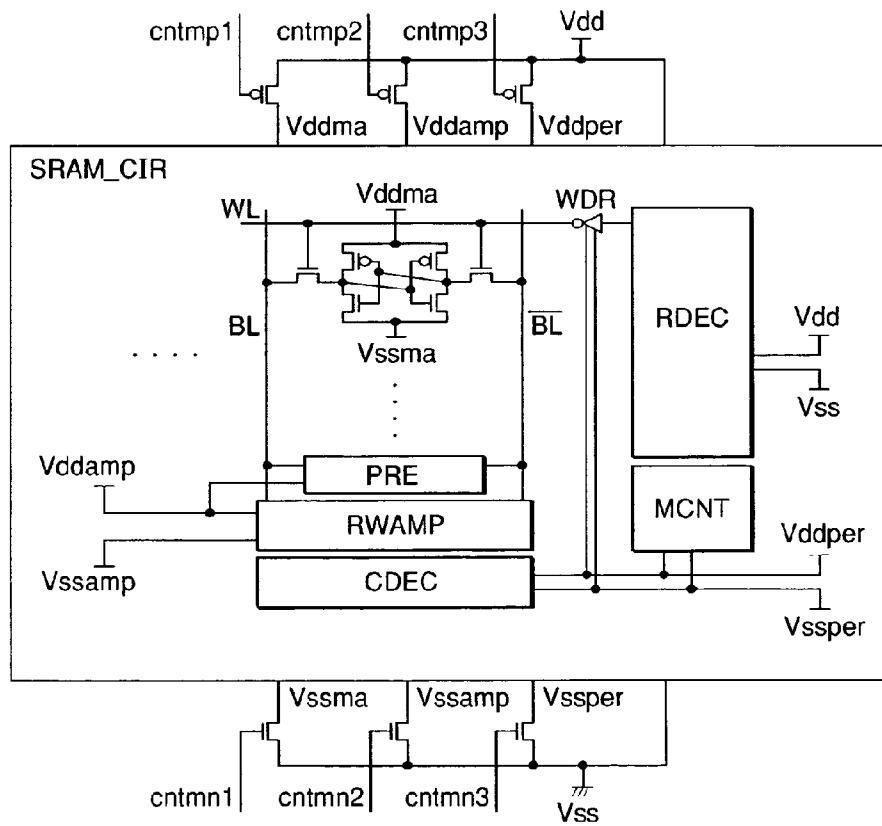 cntmp1 cntmp2 cntmp3 Vdd
Vddma Vddamp Vddper
SRAM_CIR
Vddma
WL WDR
RDEC
BL B̅L̅
Vdd
Vssma
Vss
. . . .
Vddamp
PRE
MCNT
RWAMP
Vddper
Vssamp
CDEC
Vssper
Vssma Vssamp Vssper
cntmn1 cntmn2 cntmn3 Vss